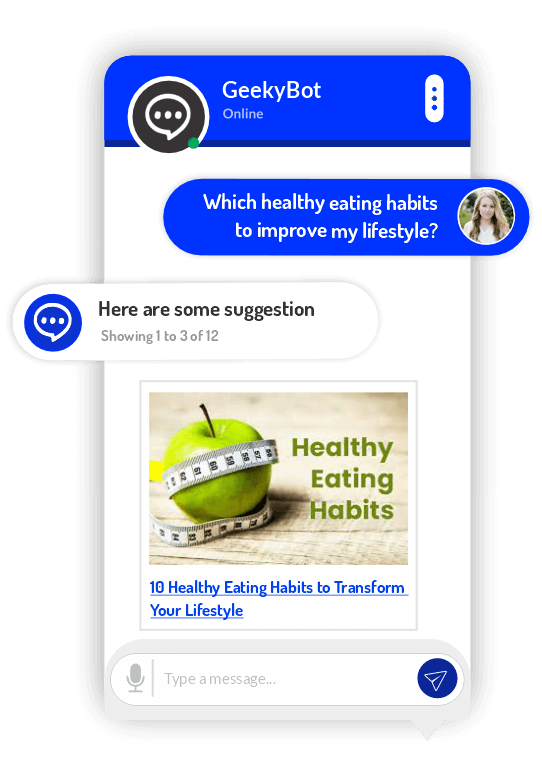 GeekyBot
Online
Which healthy eating habits
to improve my lifestyle?
Here are some suggestion
Showing 1 to 3 of 12
Healthy
Eating
Habits
10 Healthy Eating Habits to Transform
Your Lifestyle
Type a message...